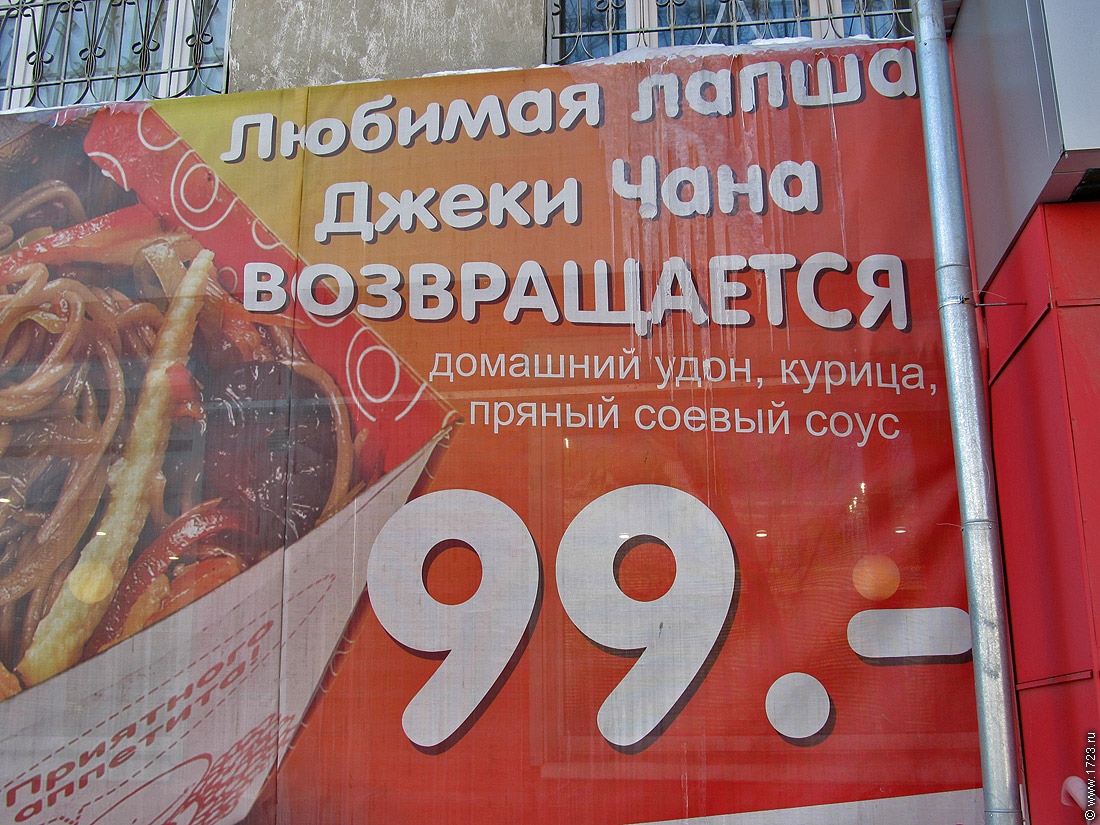 Любимая лапша
Джеки Чана
ВОЗВРАЩАЕТСЯ
домашний удон, курица,
пряный соевый соус
99.-
приятного
аппетита!
© www.1723.ru